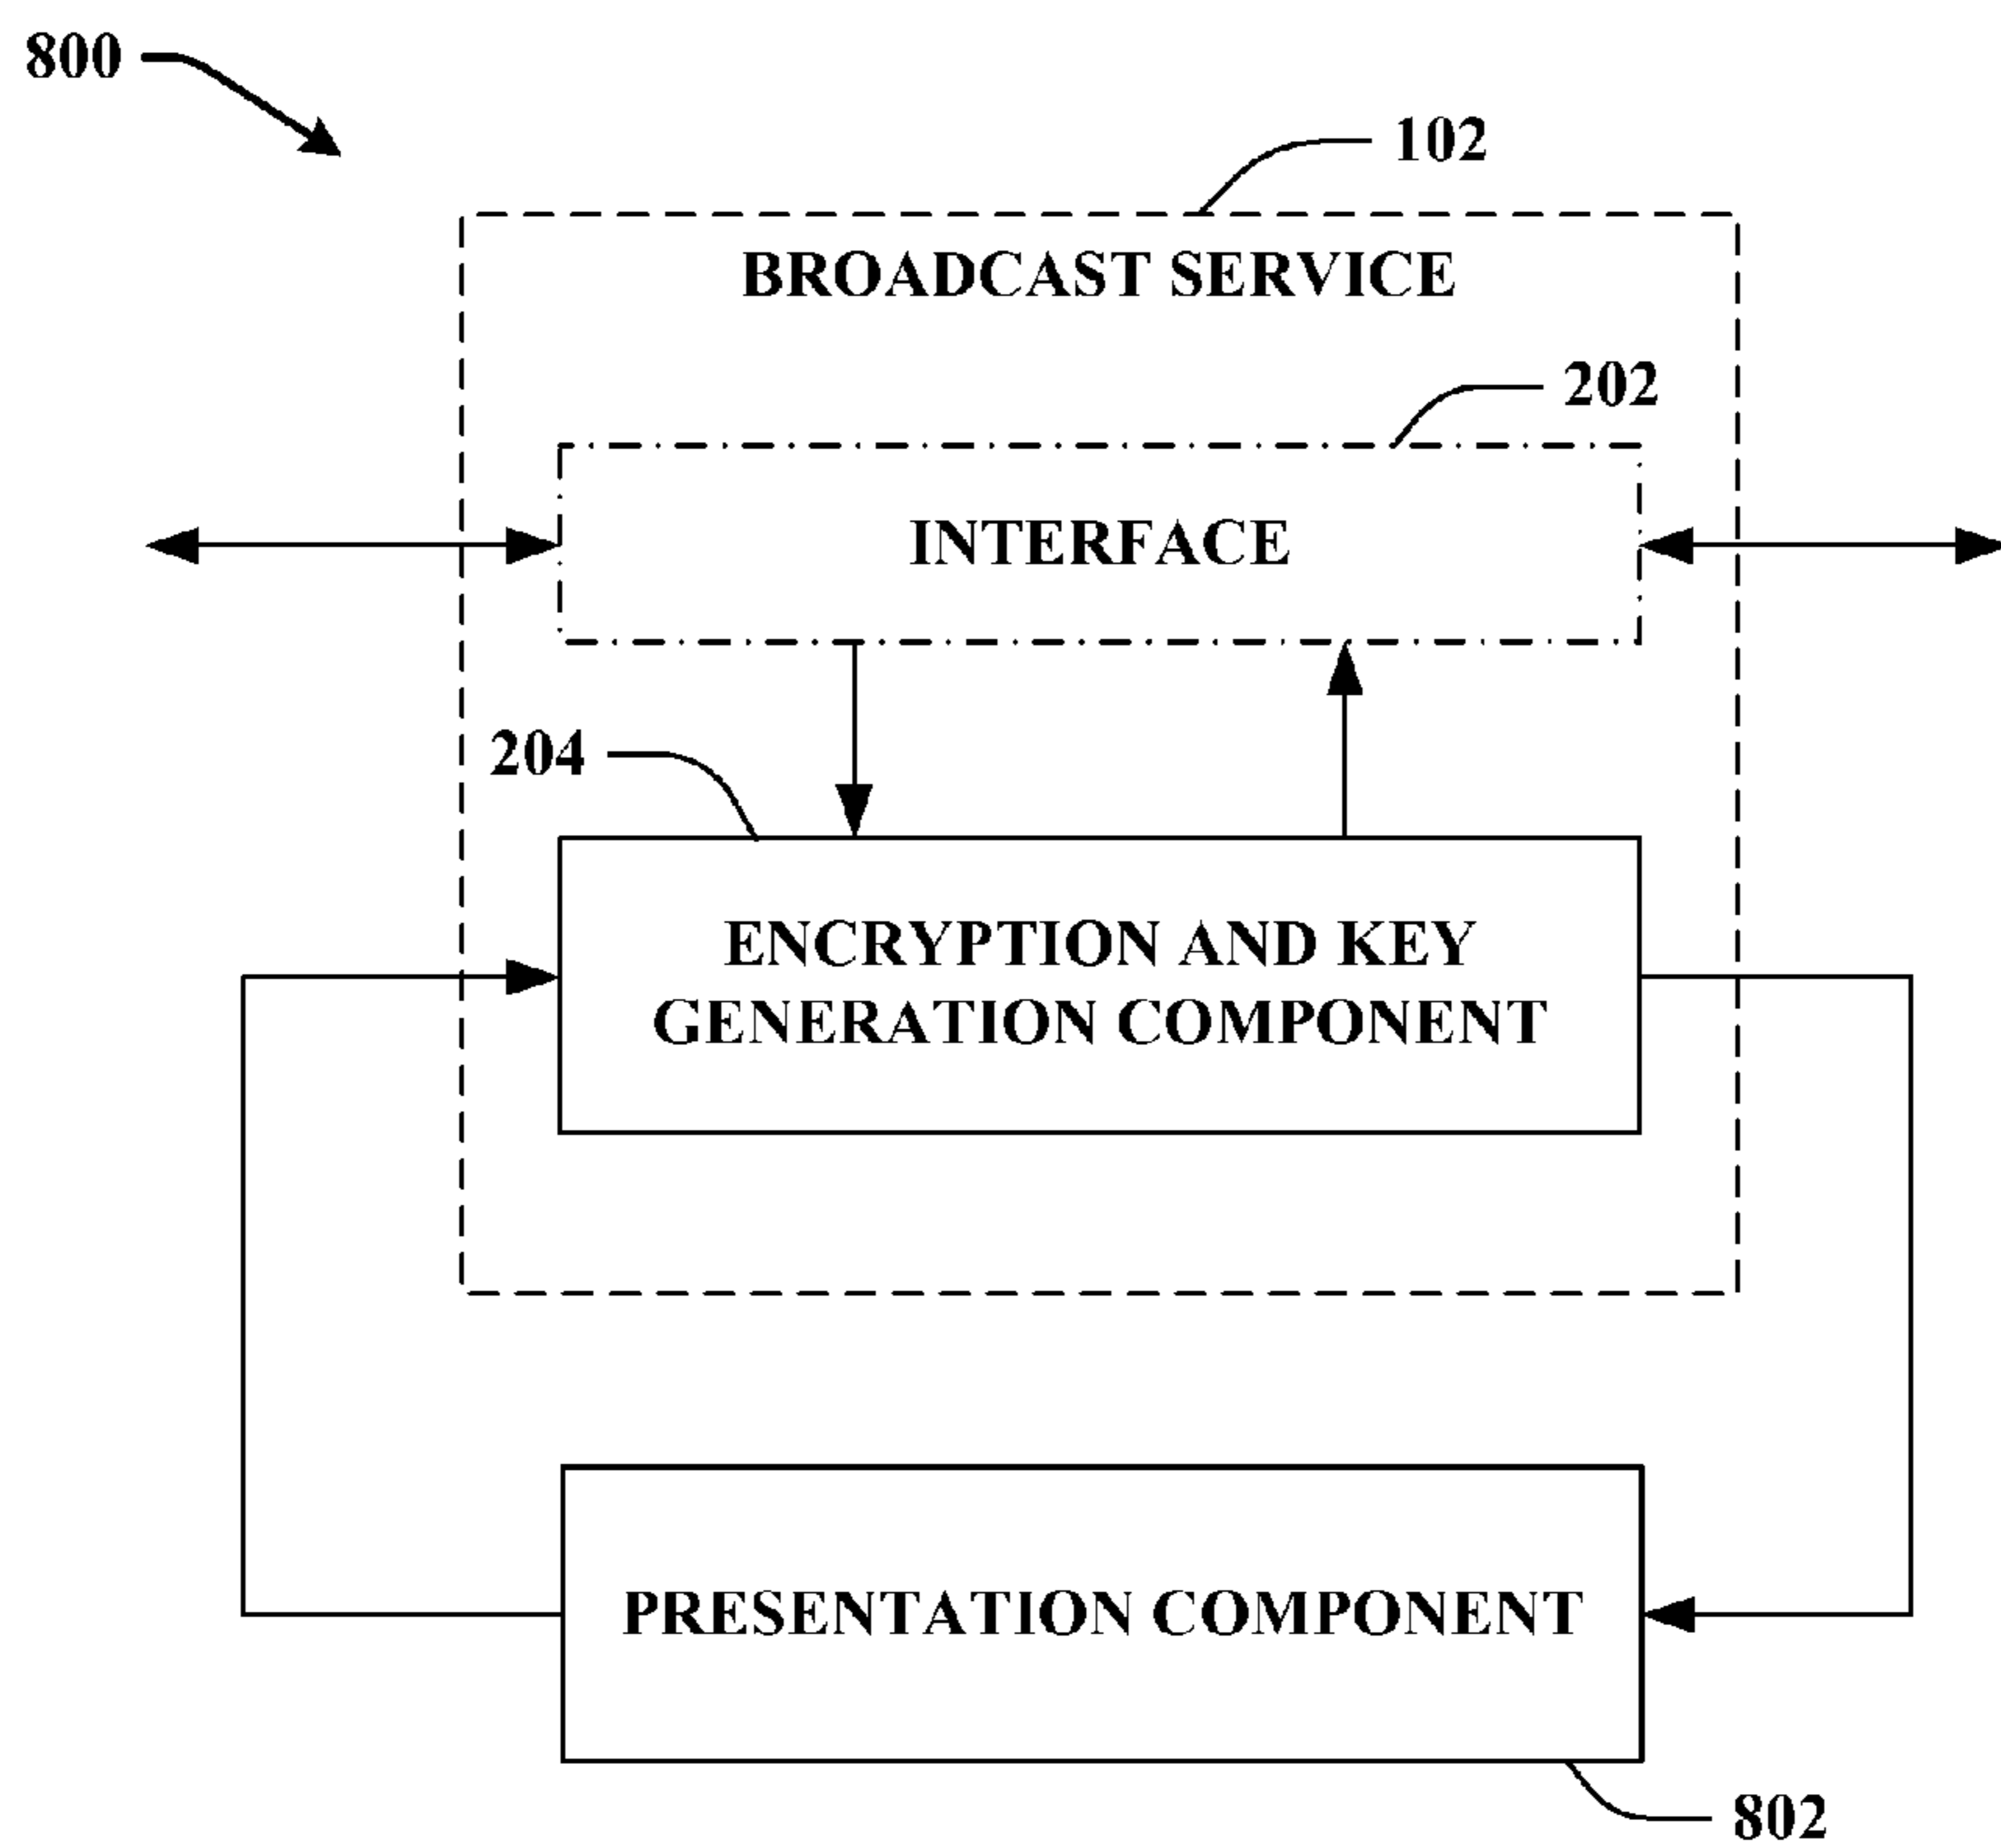 800
102
BROADCAST SERVICE
202
INTERFACE
204
ENCRYPTION AND KEY
GENERATION COMPONENT
PRESENTATION COMPONENT
802